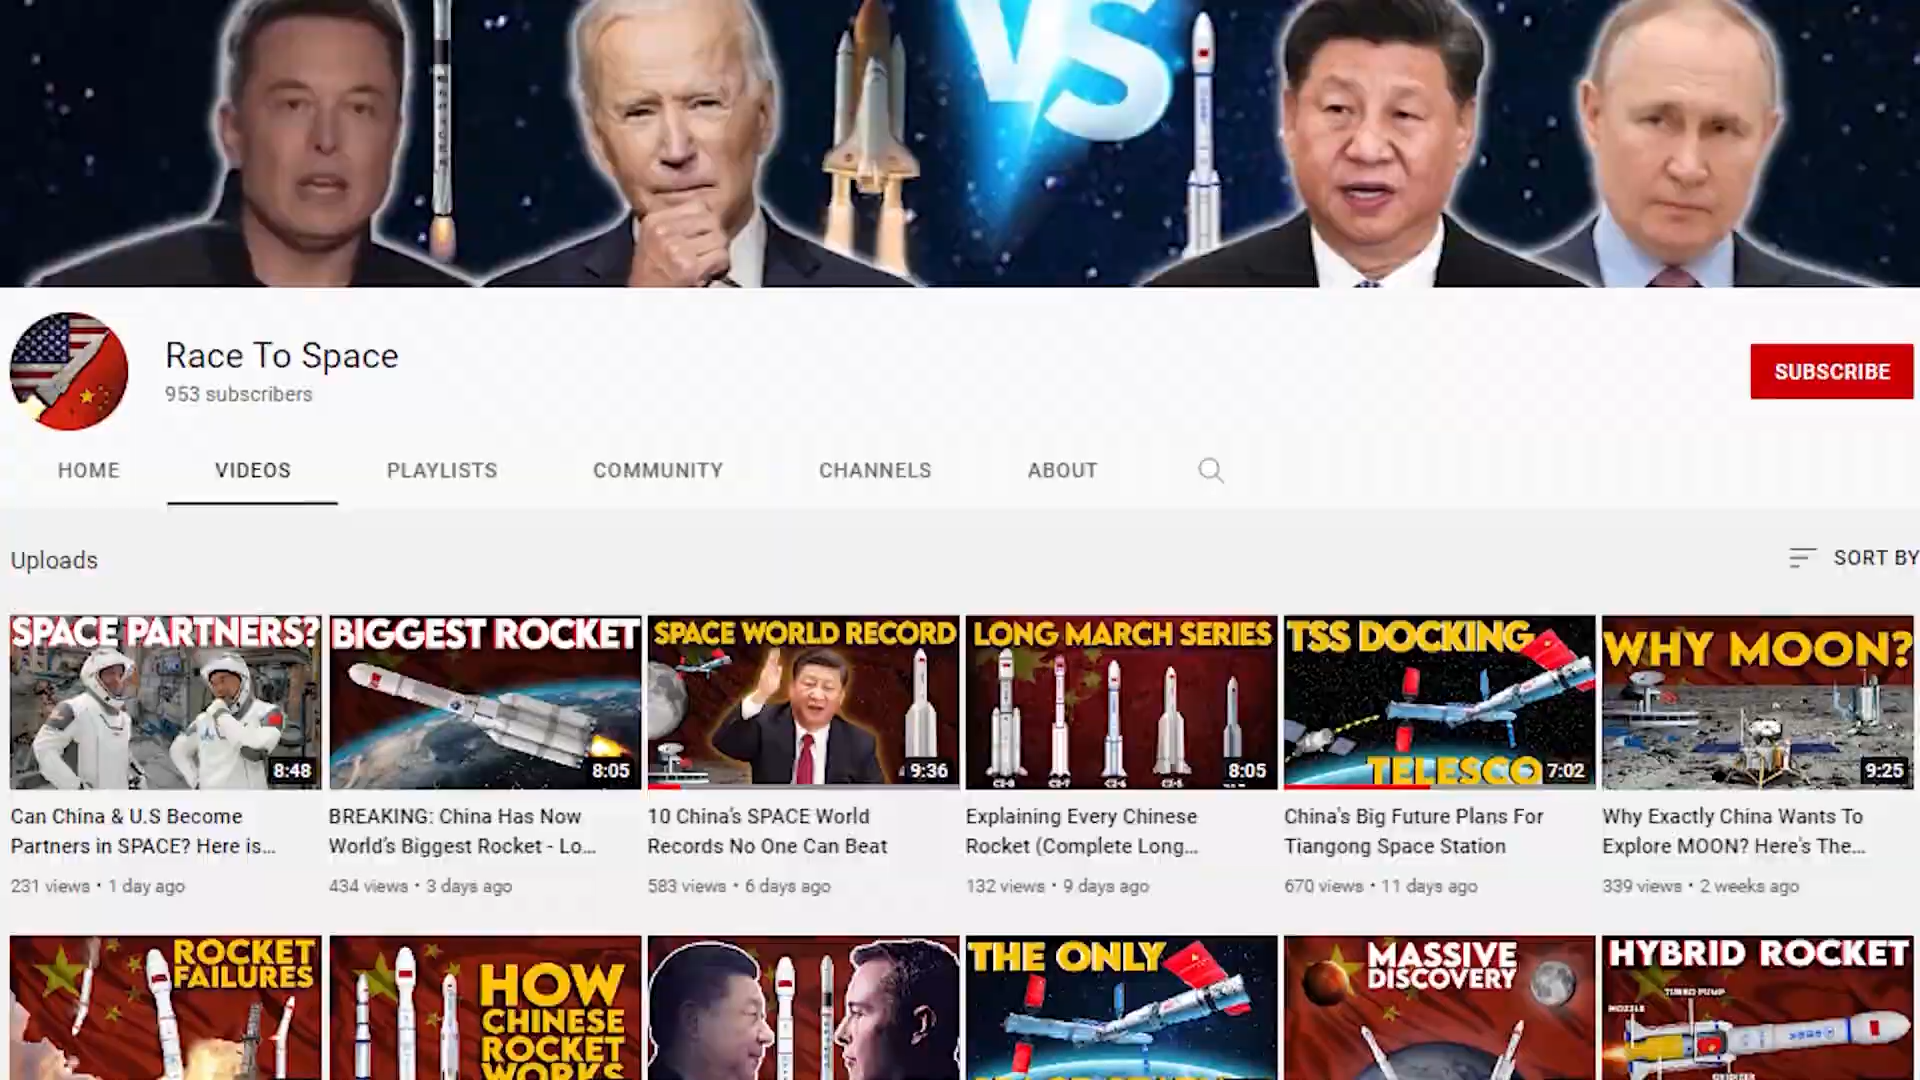 VS
Race To Space
953 subscribers
SUBSCRIBE
HOME
VIDEOS
PLAYLISTS
COMMUNITY
CHANNELS
ABOUT
Uploads
SORT BY
SPACE PARTNERS?
8:48
BIGGEST ROCKET
8:05
SPACE WORLD RECORD
9:36
LONG MARCH SERIES
8:05
TSS DOCKING
TELESCO
7:02
WHY MOON?
9:25
Can China & U.S Become
Partners in SPACE? Here is...
231 views • 1 day ago
BREAKING: China Has Now
World's Biggest Rocket - Lo...
434 views • 3 days ago
10 China's SPACE World
Records No One Can Beat
583 views • 6 days ago
Explaining Every Chinese
Rocket (Complete Long...
132 views • 9 days ago
China's Big Future Plans For
Tiangong Space Station
670 views • 11 days ago
Why Exactly China Wants To
Explore MOON? Here's The...
339 views • 2 weeks ago
ROCKET
FAILURES
HOW
CHINESE
ROCKET
WORKS
THE ONLY
MASSIVE
DISCOVERY
HYBRID ROCKET
TURBO PUMP
NOZZLE